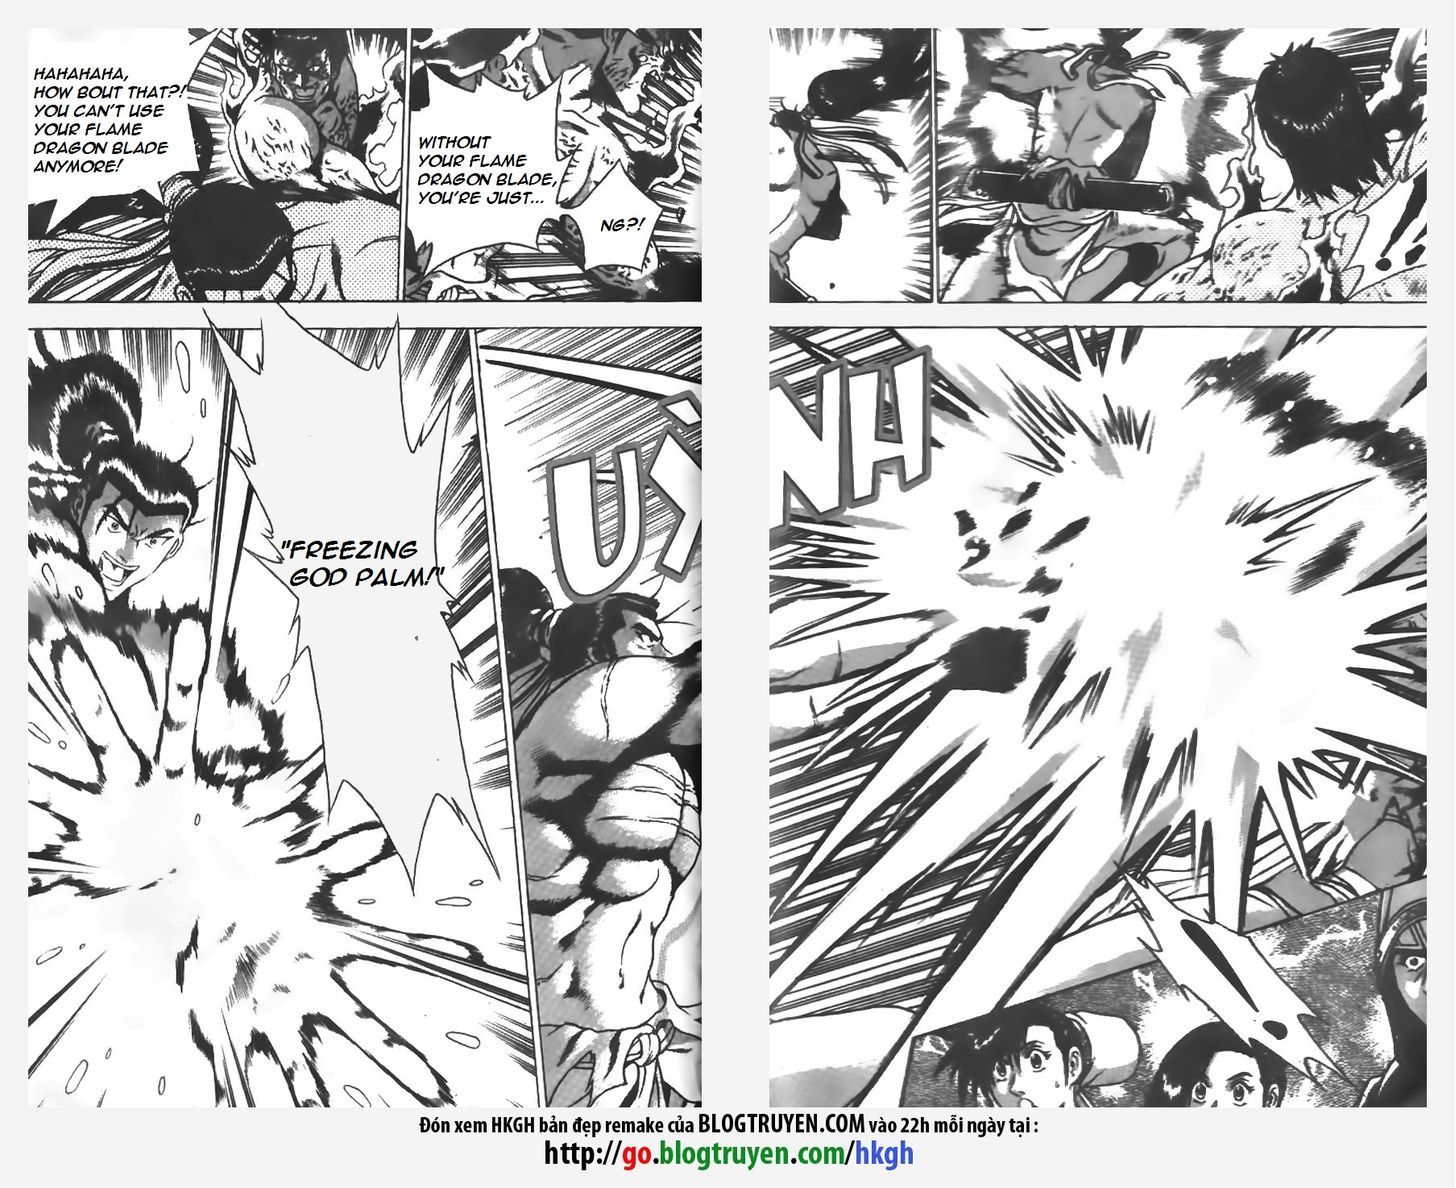 HAHAHAHA,
HOW BOUT THAT?!
YOU CAN'T USE
YOUR FLAME
DRAGON BLADE
ANYMORE!
WITHOUT
YOUR FLAME
DRAGON BLADE,
YOU'RE JUST...
NG?!
!
"FREEZING
GOD PALM!"
UỲNH
!
Đón xem HKGH bản đẹp remake của BLOGTRUYEN.COM vào 22h mỗi ngày tại :
http://go.blogtruyen.com/hkgh